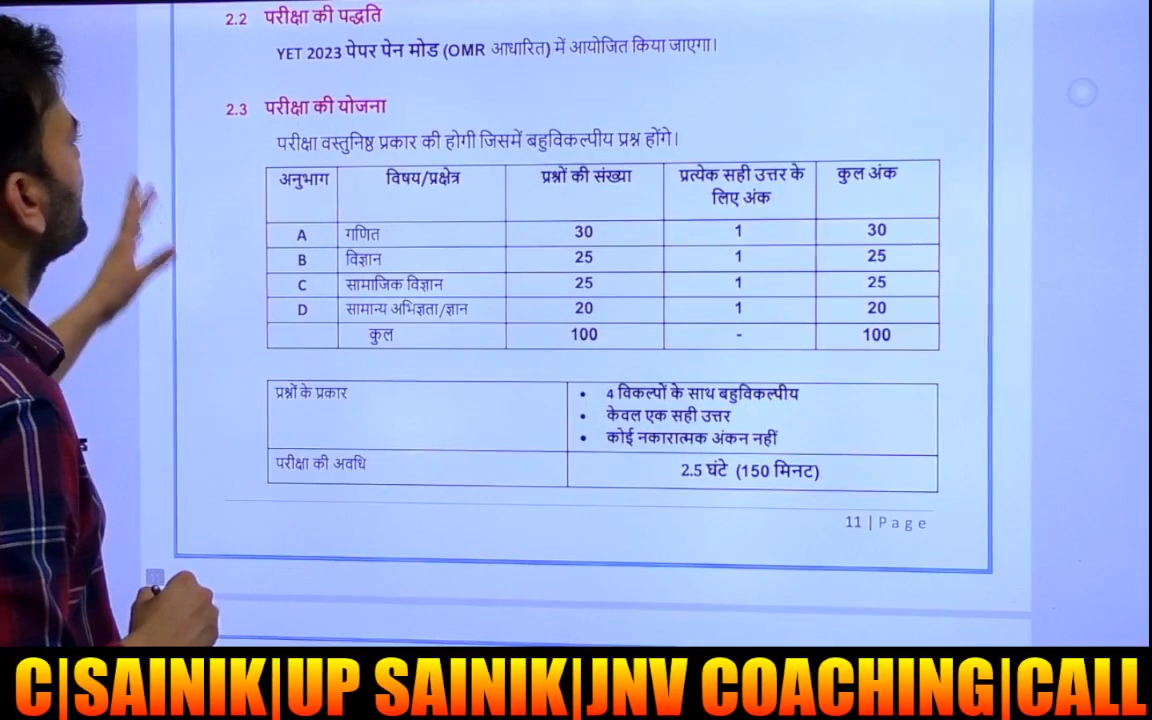 2.2 परीक्षा की पद्धति
YET 2023 पेपर पेन मोड (OMR आधारित) में आयोजित किया जाएगा।
2.3 परीक्षा की योजना
परीक्षा वस्तुनिष्ठ प्रकार की होगी जिसमें बहुविकल्पीय प्रश्न होंगे।
अनुभाग विषय/प्रक्षेत्र प्रश्नों की संख्या प्रत्येक सही उत्तर के कुल अंक
लिए अंक
A गणित 30 1 30
B विज्ञान 25 1 25
C सामाजिक विज्ञान 25 1 25
D सामान्य अभिज्ञता/ज्ञान 20 1 20
कुल 100 - 100
प्रश्नों के प्रकार • 4 विकल्पों के साथ बहुविकल्पीय
• केवल एक सही उत्तर
• कोई नकारात्मक अंकन नहीं
परीक्षा की अवधि 2.5 घंटे (150 मिनट)
11 | Page
C|SAINIK|UP SAINIK|JNV COACHING|CALL